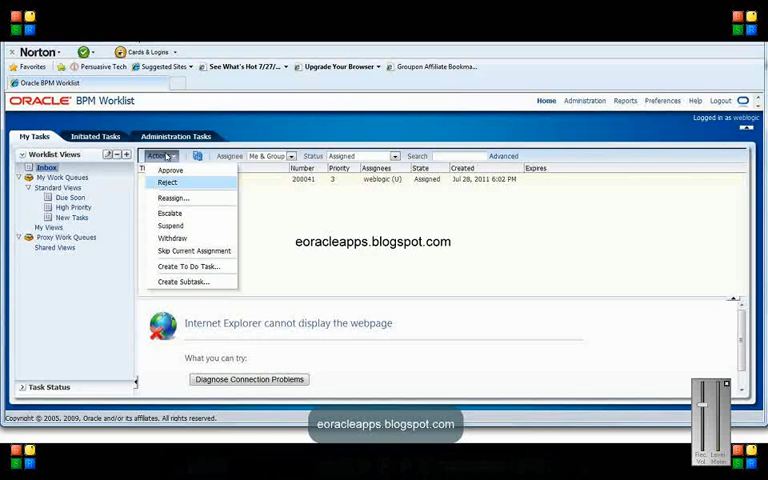 Norton Cards & Logins
Favorites Persuasive Tech Suggested Sites See What's Hot 7/27/... Upgrade Your Browser Groupon Affiliate Bookma...
Oracle BPM Worklist
ORACLE BPM Worklist Home Administration Reports Preferences Help Logout
Logged in as weblogic
My Tasks Initiated Tasks Administration Tasks
Worklist Views Assignee Me & Group Status Assigned Search Advanced
Inbox Approve Number Priority Assignees State Created Expires
My Work Queues Reject 200041 3 weblogic (U) Assigned Jul 28, 2011 6:02 PM
Standard Views Reassign...
Due Soon
High Priority Escalate
New Tasks Suspend
My Views Withdraw
Proxy Work Queues Skip Current Assignment eoracleapps.blogspot.com
Shared Views Create To Do Task...
Create Subtask...
Internet Explorer cannot display the webpage
What you can try:
Diagnose Connection Problems
Task Status
Copyright © 2005, 2009, Oracle and/or its affiliates. All rights reserved.
eoracleapps.blogspot.com
B
S R
B
S R
B
S R
B
S R